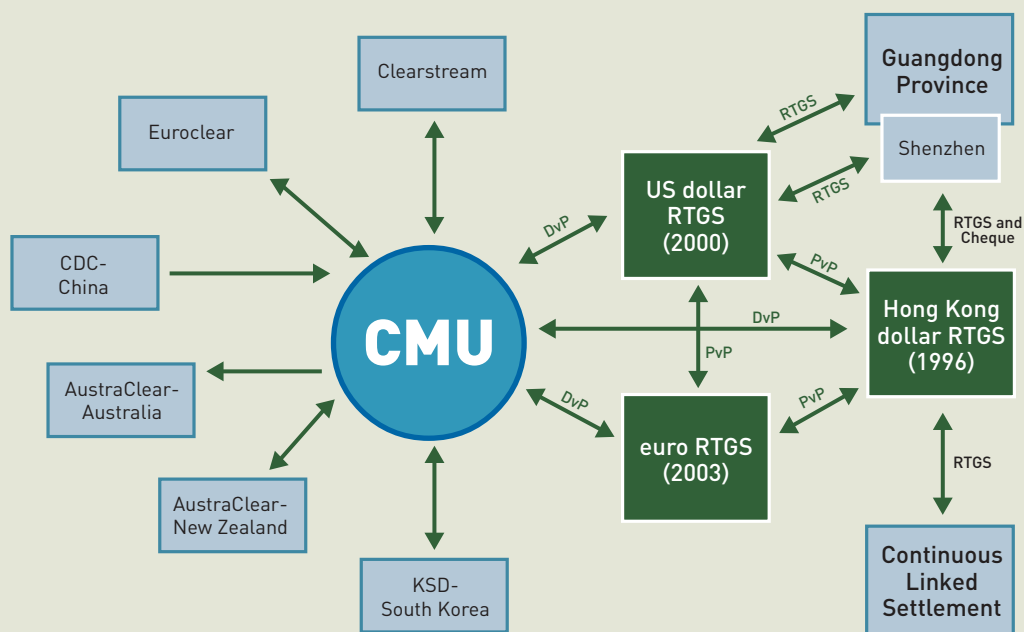 Clearstream
Euroclear
CDC-
China
AustraClear-
Australia
AustraClear-
New Zealand
KSD-
South Korea
CMU
DvP
DvP
DvP
US dollar
RTGS
(2000)
PvP
euro RTGS
(2003)
RTGS
RTGS
PvP
PvP
Guangdong
Province
Shenzhen
RTGS and
Cheque
Hong Kong
dollar RTGS
(1996)
RTGS
Continuous
Linked
Settlement